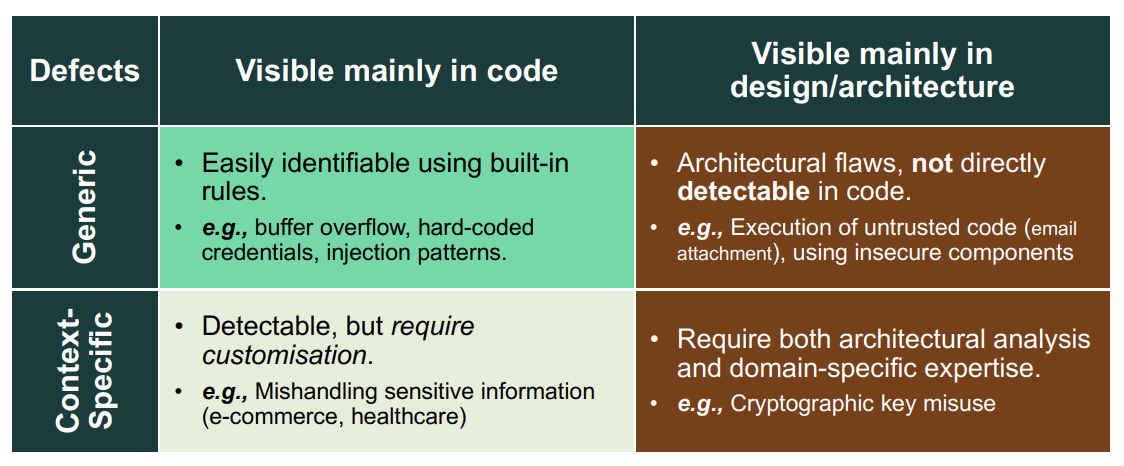 Defects
Visible mainly in code
Visible mainly in
design/architecture
Generic
• Easily identifiable using built-in
rules.
• e.g., buffer overflow, hard-coded
credentials, injection patterns.
• Architectural flaws, not directly
detectable in code.
• e.g., Execution of untrusted code (email
attachment), using insecure components
Context-
Specific
• Detectable, but require
customisation.
• e.g., Mishandling sensitive information
(e-commerce, healthcare)
• Require both architectural analysis
and domain-specific expertise.
• e.g., Cryptographic key misuse